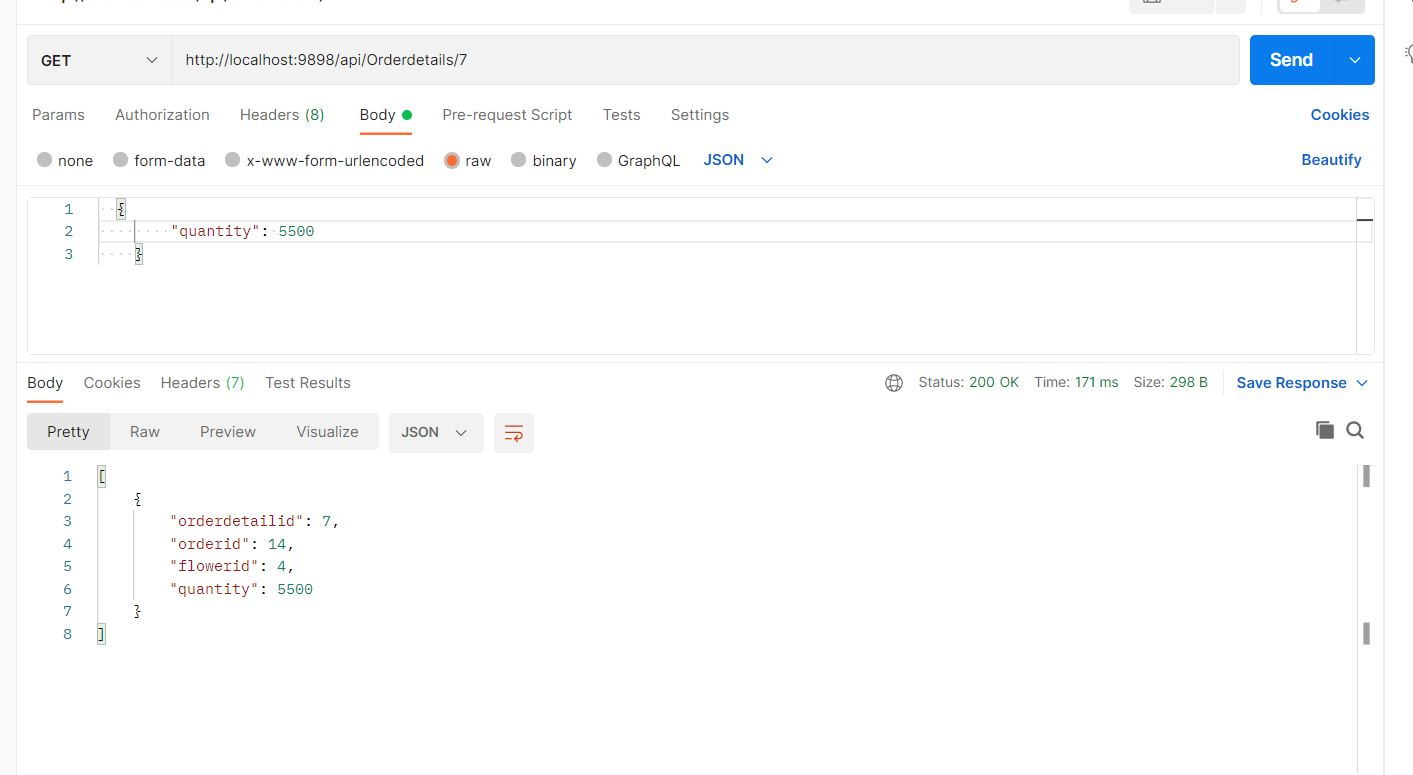 GET http://localhost:9898/api/Orderdetails/7 Send
Params Authorization Headers (8) Body Pre-request Script Tests Settings Cookies
none form-data x-www-form-urlencoded raw binary GraphQL JSON Beautify
1 {
2 "quantity": 5500
3 }
Body Cookies Headers (7) Test Results Status: 200 OK Time: 171 ms Size: 298 B Save Response
Pretty Raw Preview Visualize JSON
1 [
2 {
3 "orderdetailid": 7,
4 "orderid": 14,
5 "flowerid": 4,
6 "quantity": 5500
7 }
8 ]